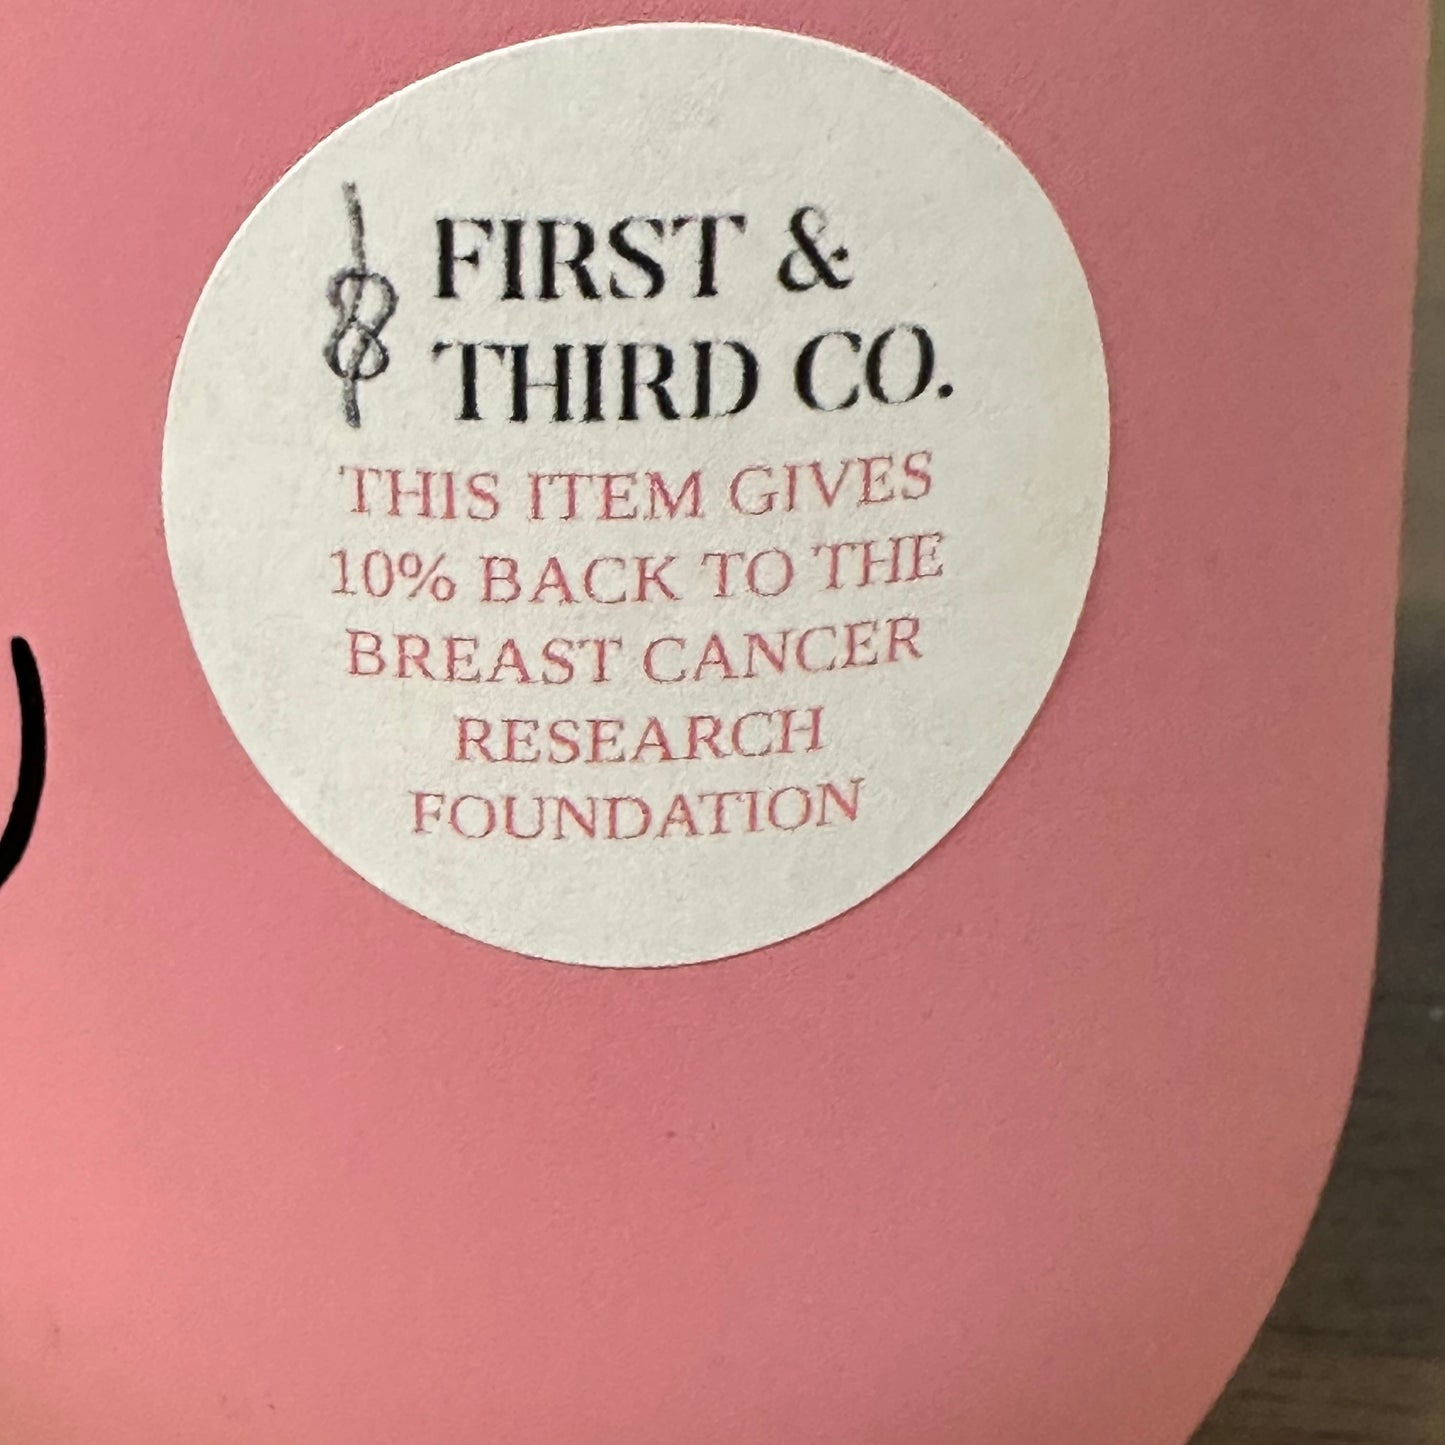 FIRST &
THIRD CO.
THIS ITEM GIVES
10% BACK TO THE
BREAST CANCER
RESEARCH
FOUNDATION